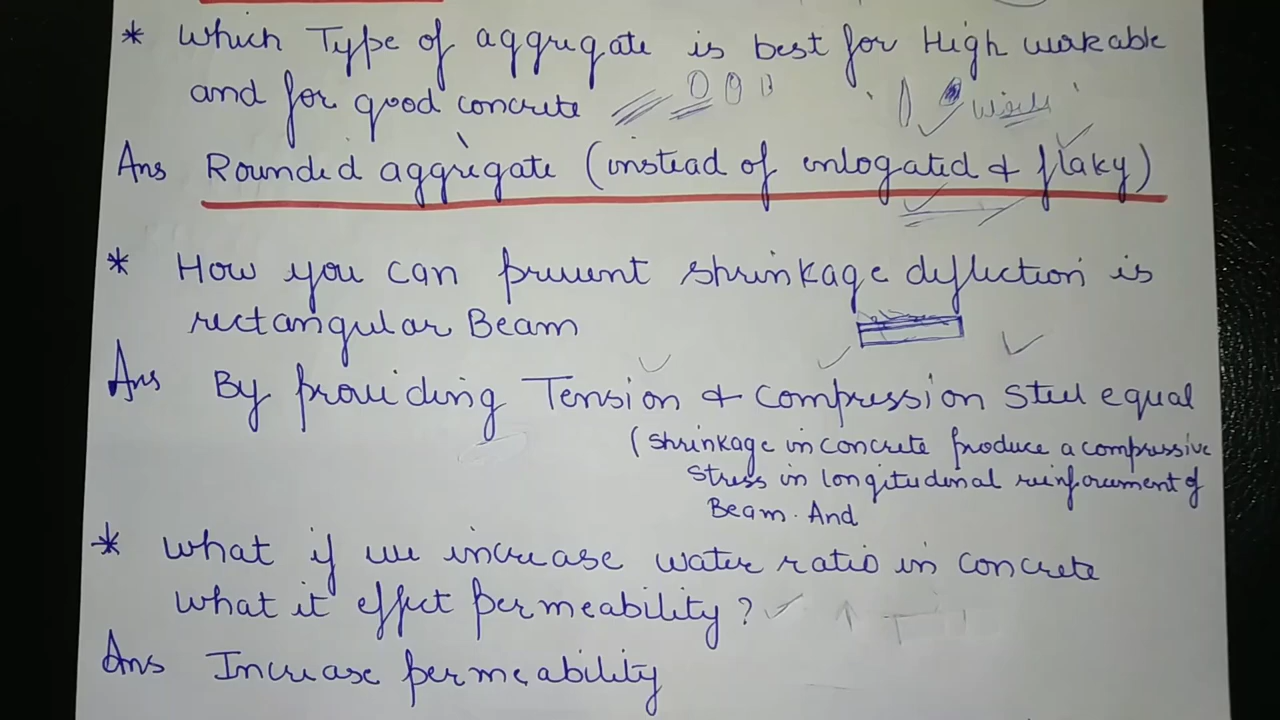 * Which Type of aggregate is best for High workable
and for good concrete
Work
Ans Rounded aggregate (instead of enlogated & flaky)
* How you can prevent shrinkage deflection is
rectangular Beam
Ans By providing Tension & compression steel equal
(shrinkage in concrete produce a compressive
stress in longitudenal reinforcement of
Beam. And
* What if we increase water ratio in concrete
what it effect permeability?
Ans Increase permeability